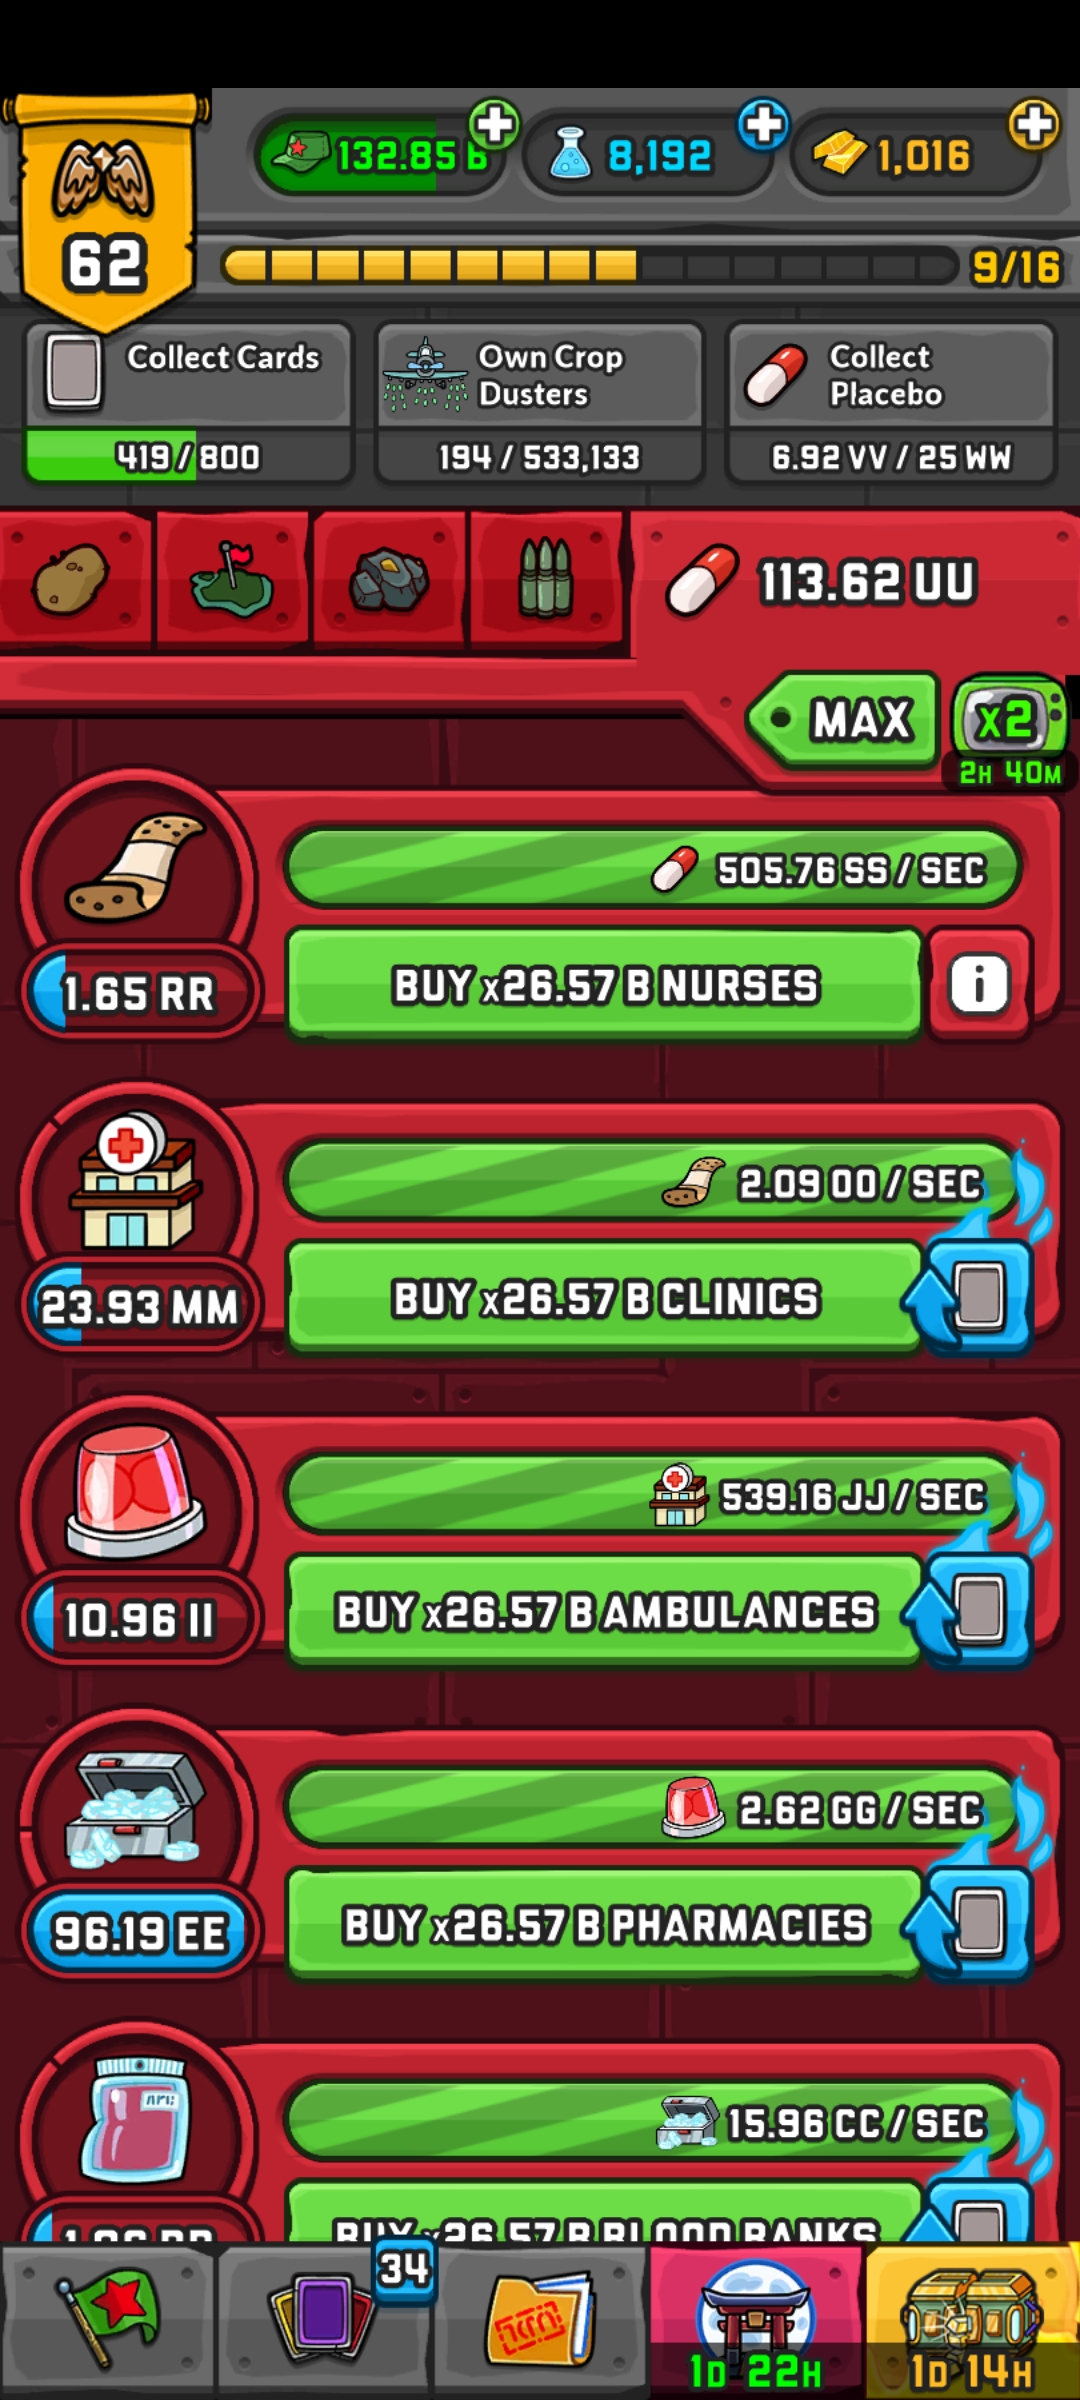 132.85 B
8,192
1,016
62
9/16
Collect Cards
419 / 800
Own Crop
Dusters
194 / 533,133
Collect
Placebo
6.92 VV / 25 WW
113.62 UU
MAX
x2
2H 40M
505.76 SS / SEC
1.65 RR
BUY x26.57 B NURSES
i
2.09 OO / SEC
23.93 MM
BUY x26.57 B CLINICS
539.16 JJ / SEC
10.96 II
BUY x26.57 B AMBULANCES
2.62 GG / SEC
96.19 EE
BUY x26.57 B PHARMACIES
15.96 CC / SEC
BUY x26.57 B BLOOD BANKS
34
1D 22H
1D 14H